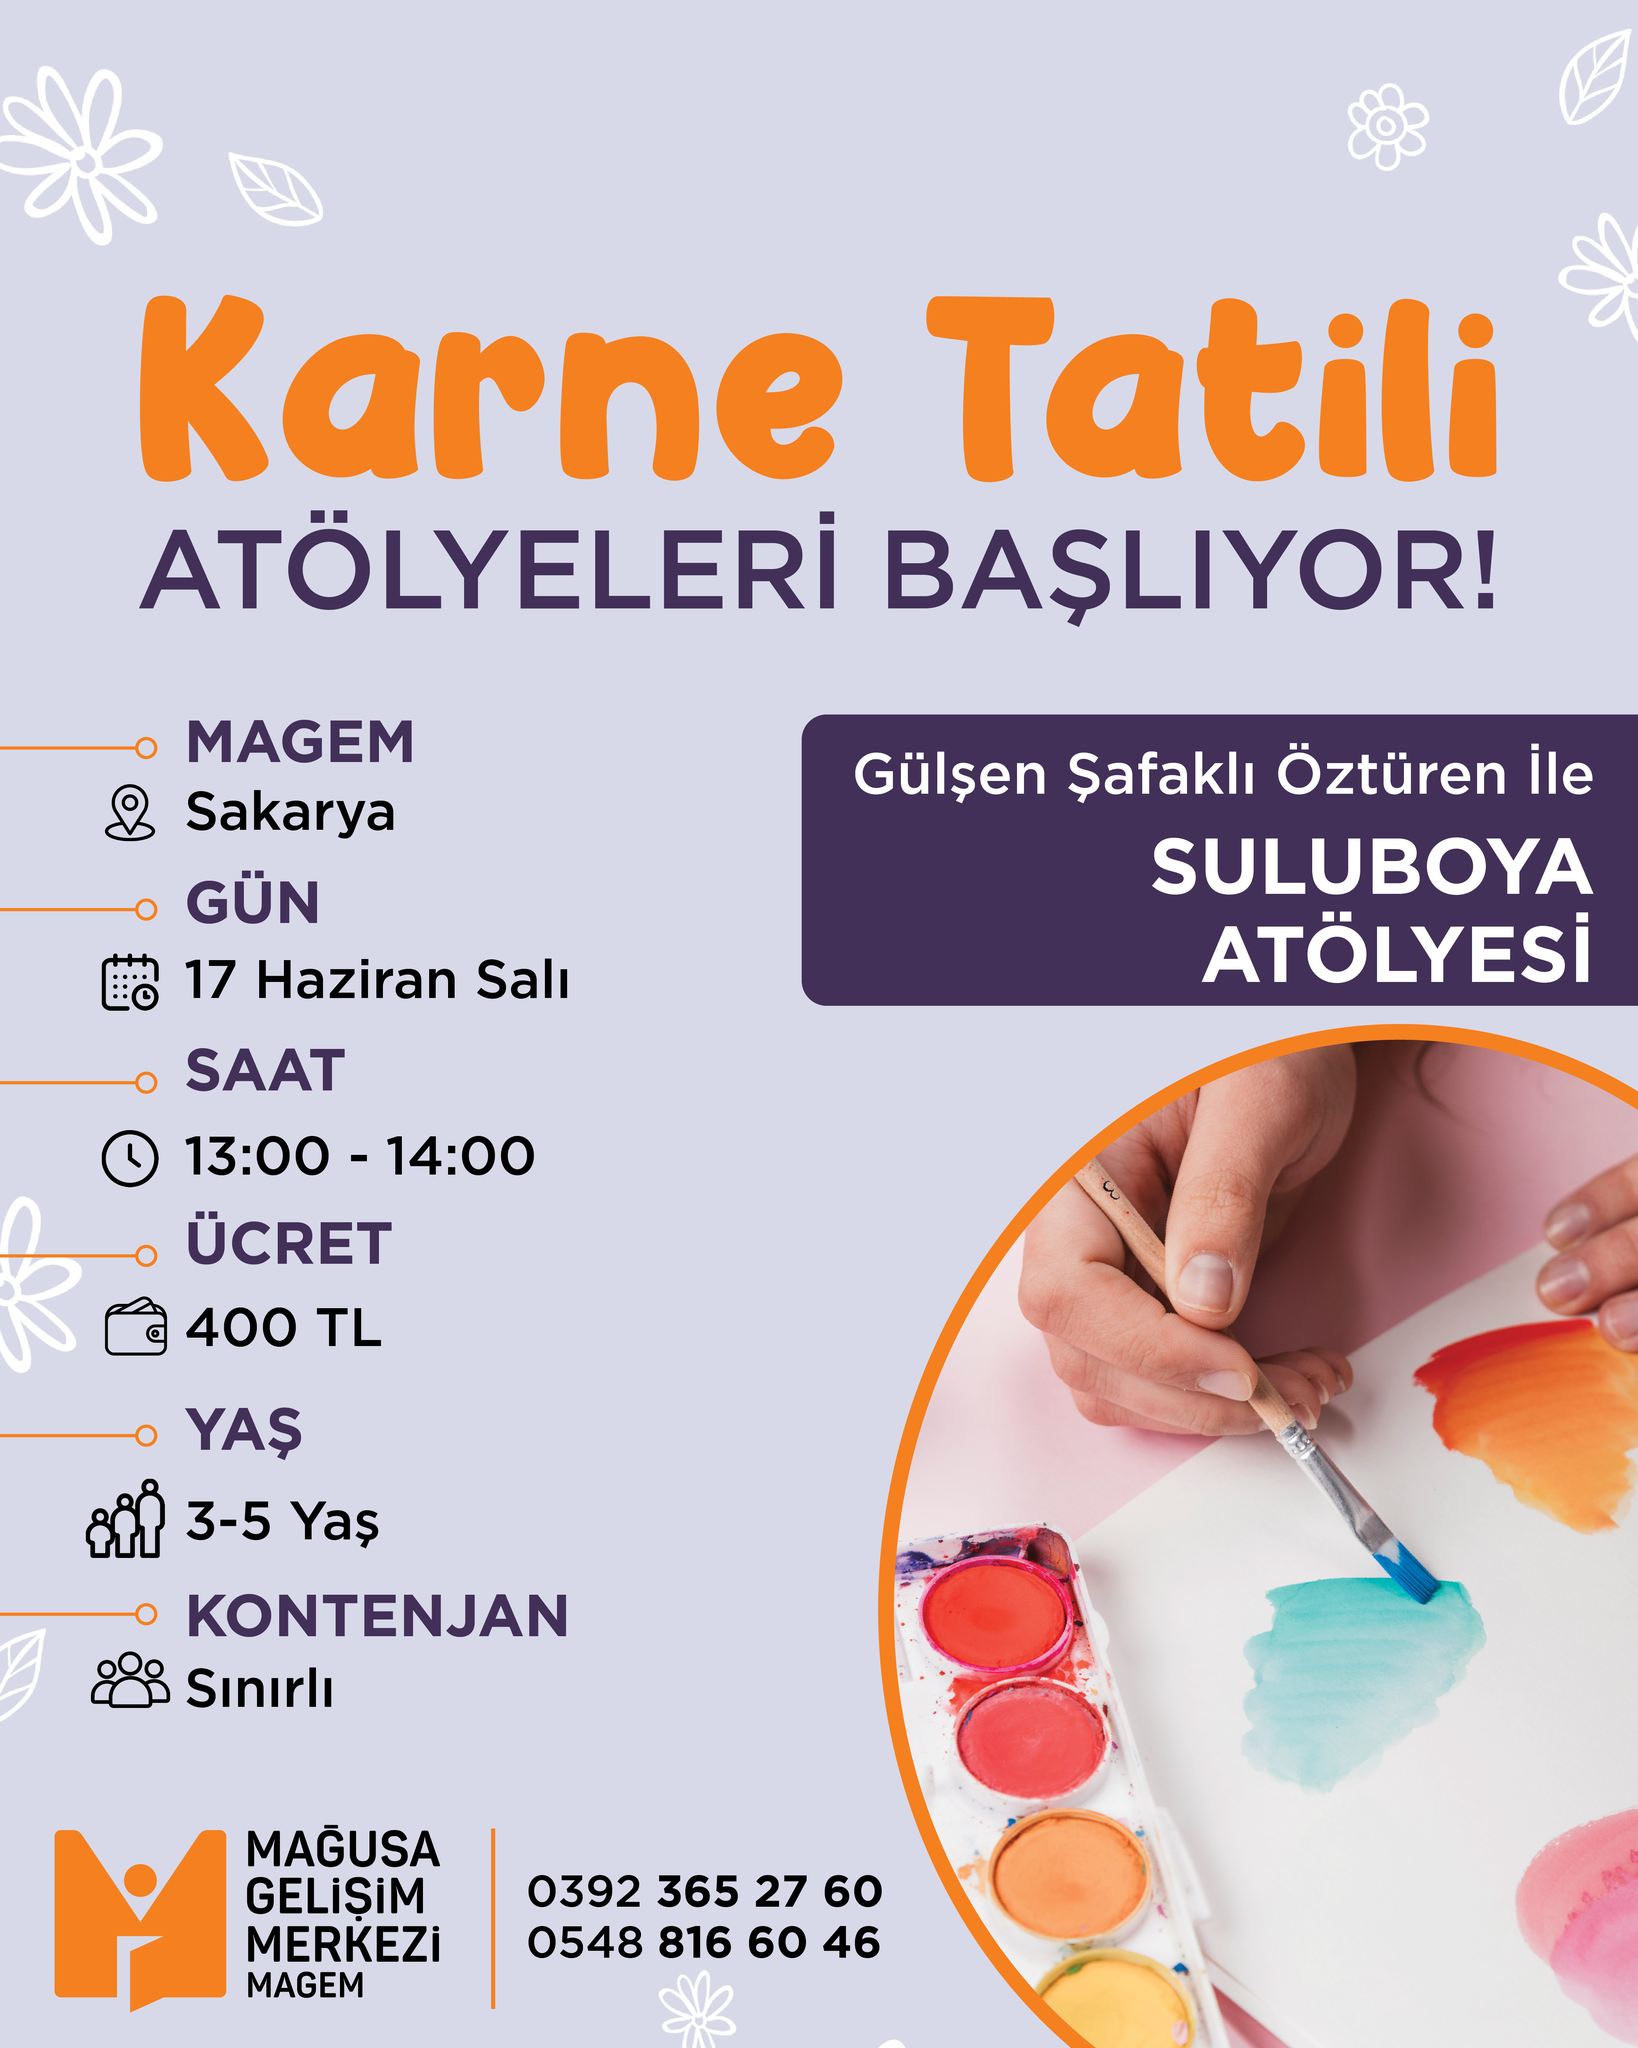 Karne Tatili
ATÖLYELERİ BAŞLIYOR!
MAGEM
Sakarya
GÜN
17 Haziran Salı
SAAT
13:00 - 14:00
ÜCRET
400 TL
YAŞ
3-5 Yaş
KONTENJAN
Sınırlı
Gülşen Şafaklı Öztüren İle
SULUBOYA
ATÖLYESİ
3
MAĞUSA
GELİŞİM
MERKEZİ
MAGEM
0392 365 27 60
0548 816 60 46